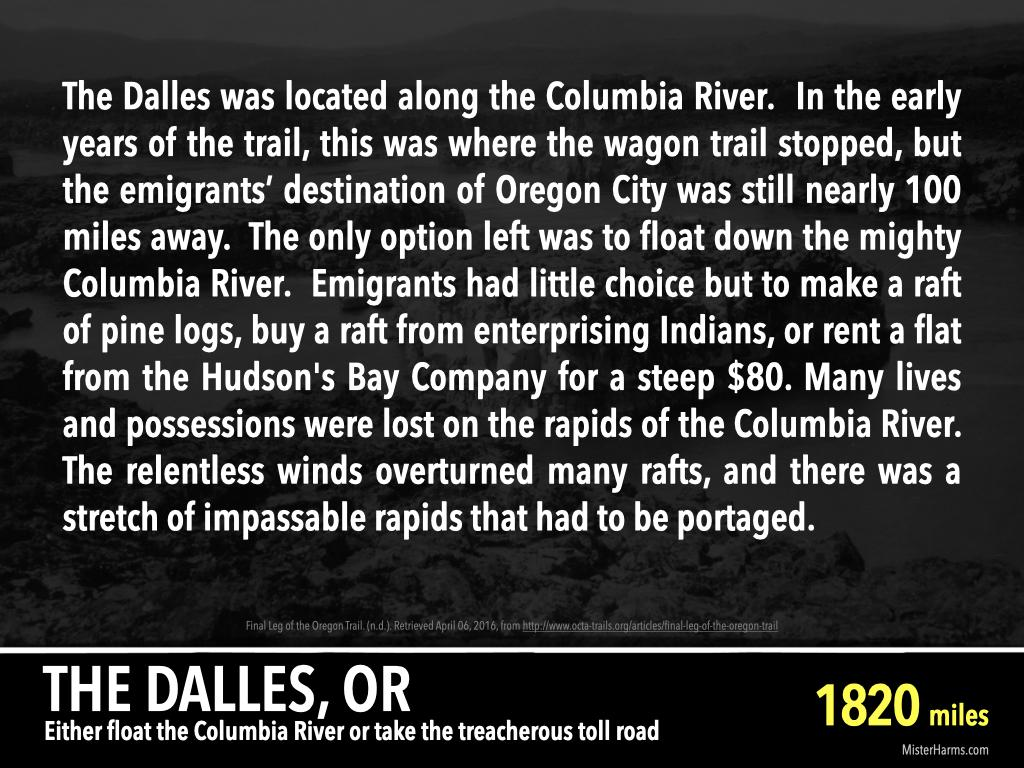 The Dalles was located along the Columbia River.  In the early
years of the trail, this was where the wagon trail stopped, but
the emigrants’ destination of Oregon City was still nearly 100
miles away.  The only option left was to float down the mighty
Columbia River.  Emigrants had little choice but to make a raft
of pine logs, buy a raft from enterprising Indians, or rent a flat
from the Hudson's Bay Company for a steep $80. Many lives
and possessions were lost on the rapids of the Columbia River.
The relentless winds overturned many rafts, and there was a
stretch of impassable rapids that had to be portaged.
Final Leg of the Oregon Trail. (n.d.). Retrieved April 06, 2016, from http://www.octa-trails.org/articles/final-leg-of-the-oregon-trail
THE DALLES, OR
Either float the Columbia River or take the treacherous toll road
1820 miles
MisterHarms.com